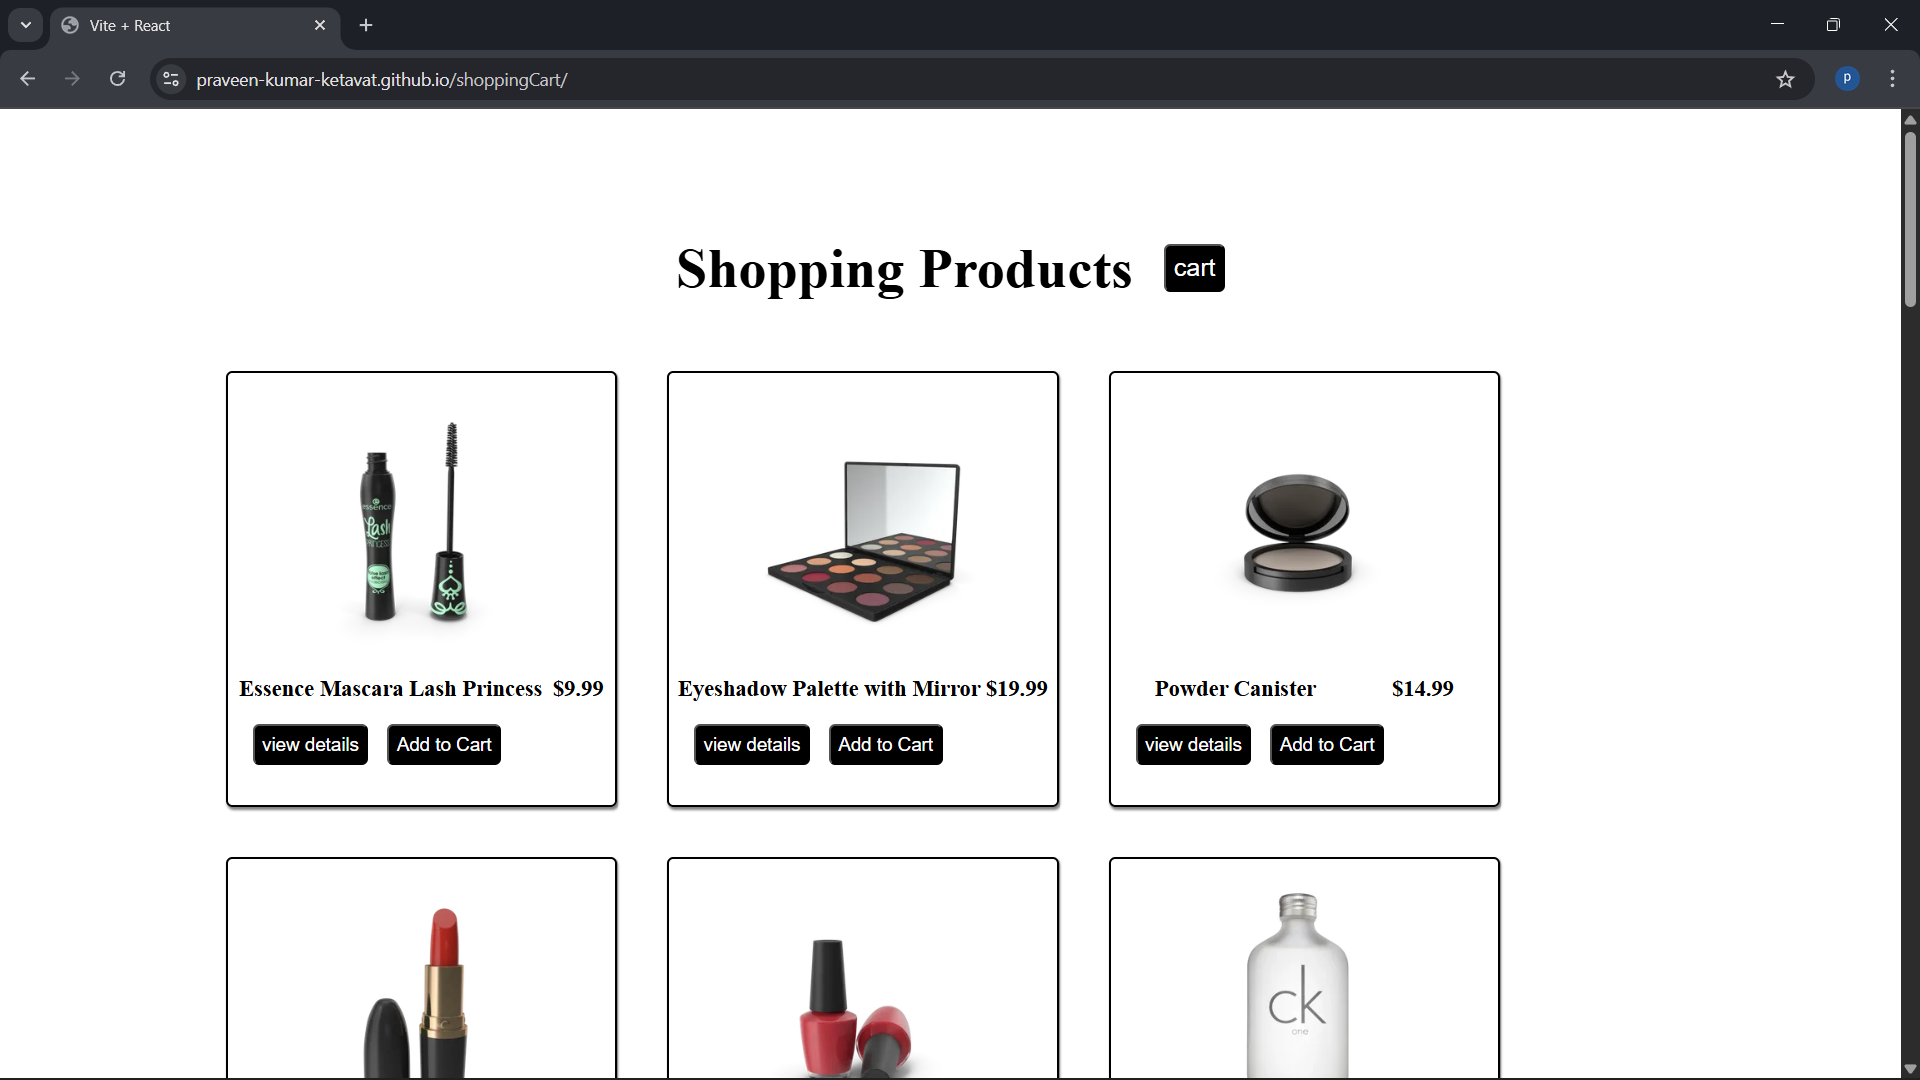 Vite + React
praveen-kumar-ketavat.github.io/shoppingCart/
p
Shopping Products cart
essence
Lash
PRINCESS
Essence Mascara Lash Princess $9.99
Eyeshadow Palette with Mirror $19.99
Powder Canister $14.99
view details Add to Cart
view details Add to Cart
view details Add to Cart
ck
one